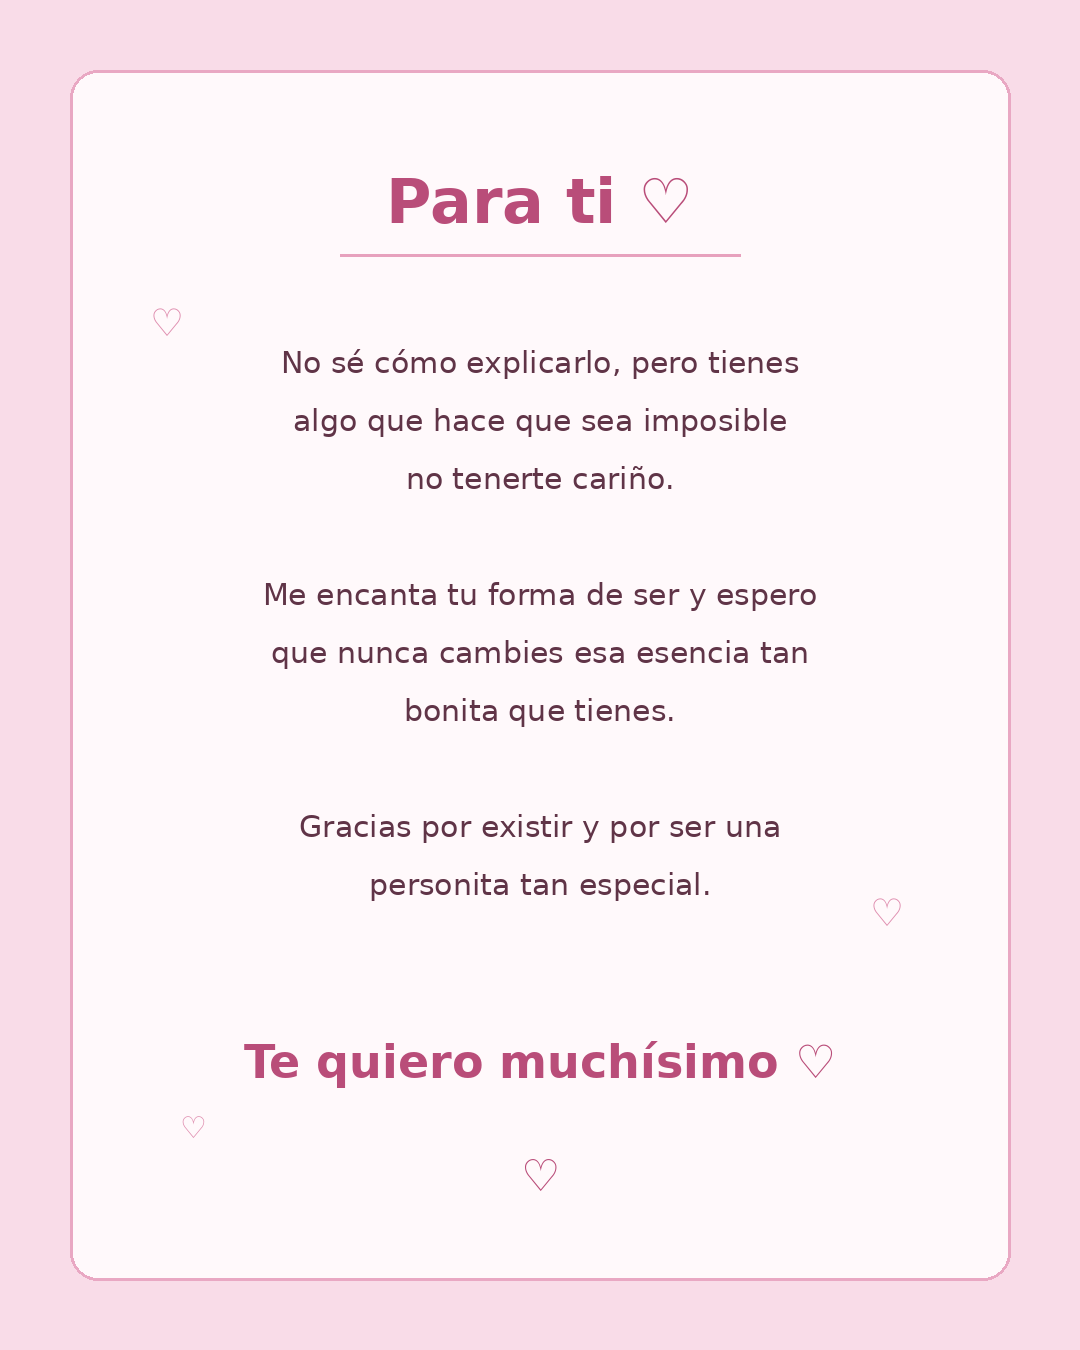 Para ti ♡
No sé cómo explicarlo, pero tienes
algo que hace que sea imposible
no tenerte cariño.
Me encanta tu forma de ser y espero
que nunca cambies esa esencia tan
bonita que tienes.
Gracias por existir y por ser una
personita tan especial.
Te quiero muchísimo ♡